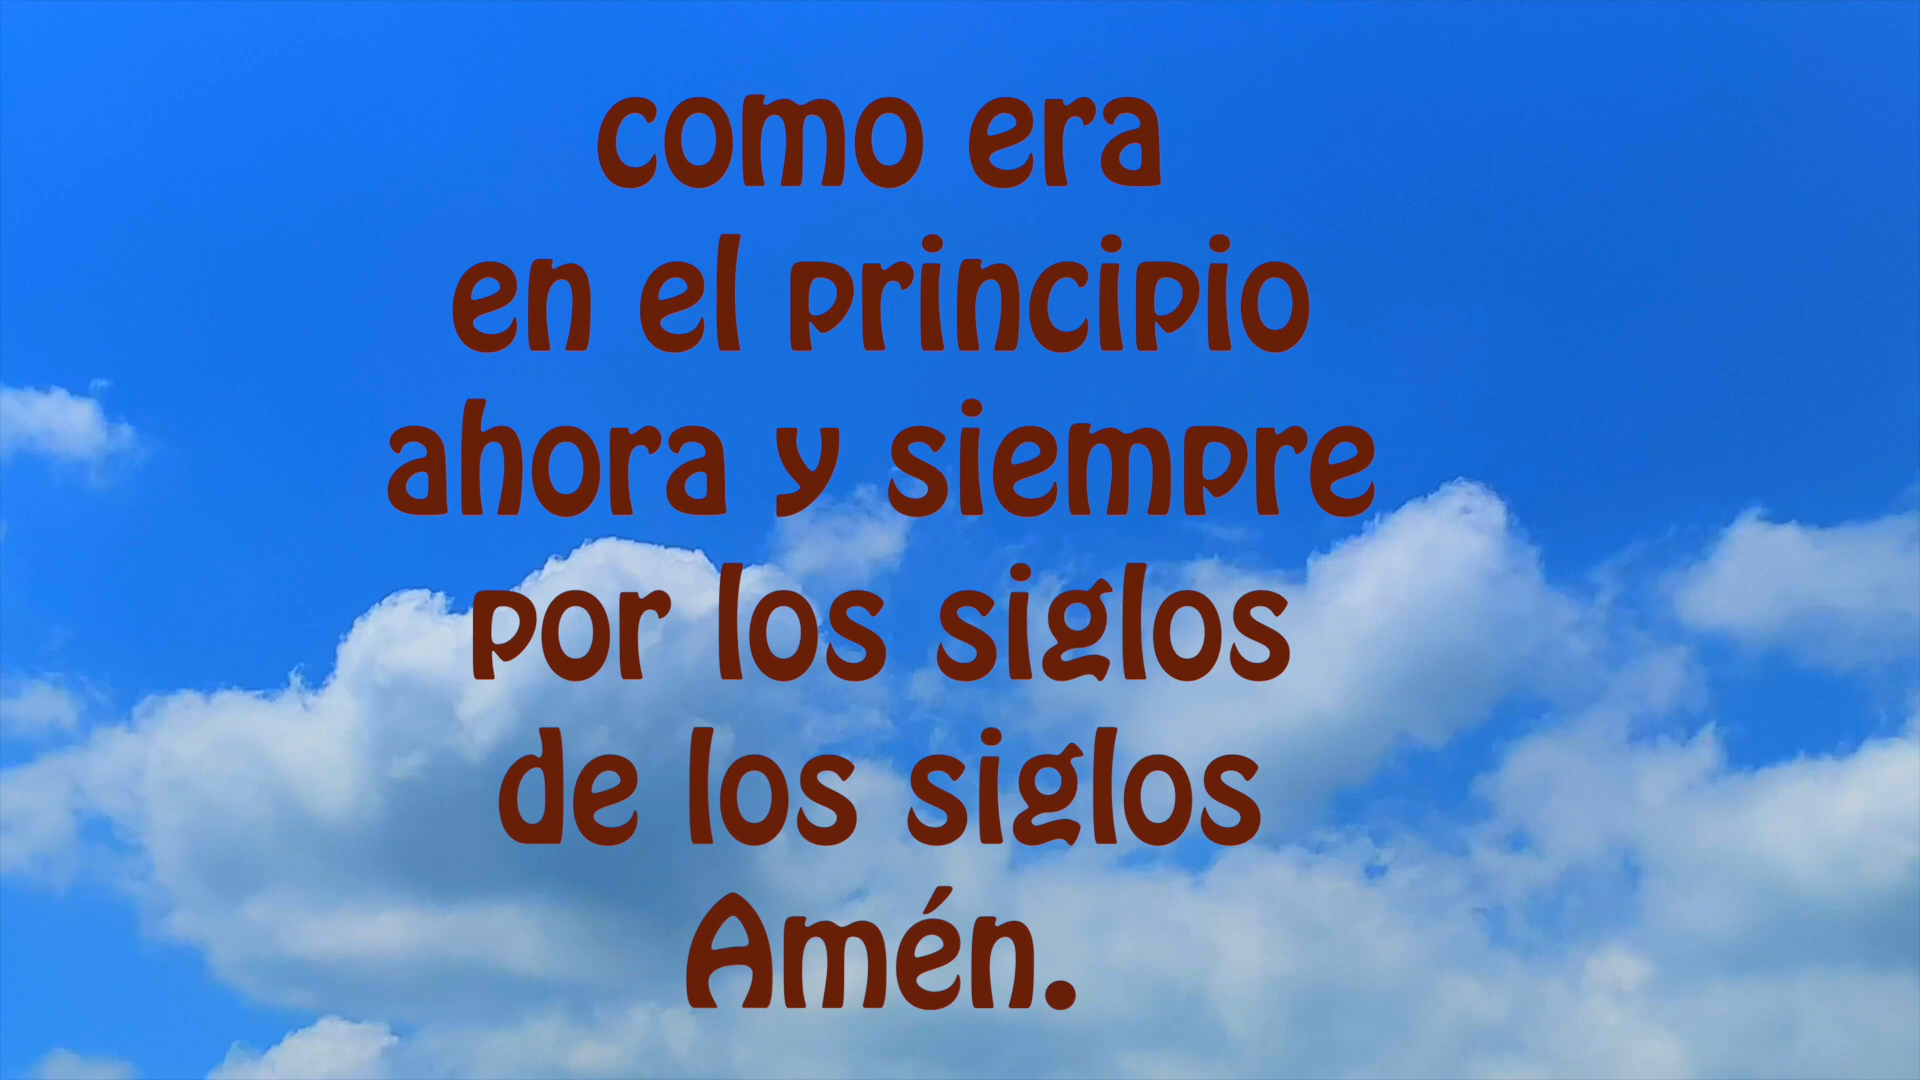 como era
en el principio
ahora y siempre
por los siglos
de los siglos
Amén.